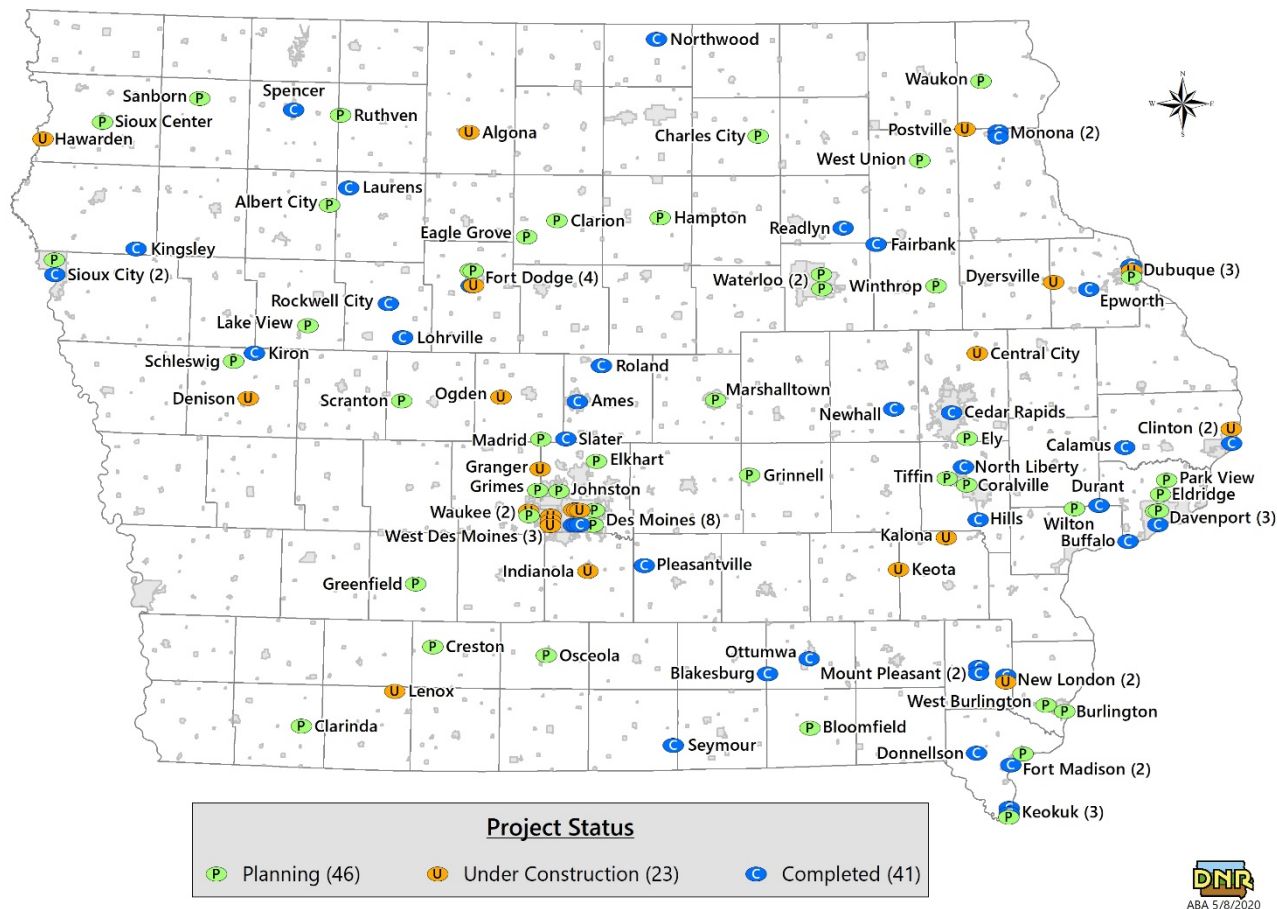 Northwood
N
W
E
S
Waukon
Sanborn
Spencer
Sioux Center
Ruthven
Hawarden
Algona
Charles City
Postville
Monona (2)
West Union
Laurens
Albert City
Clarion
Hampton
Eagle Grove
Readlyn
Fairbank
Kingsley
Sioux City (2)
Fort Dodge (4)
Waterloo (2)
Winthrop
Dyersville
Dubuque (3)
Epworth
Rockwell City
Lake View
Lohrville
Schleswig
Kiron
Roland
Central City
Denison
Scranton
Ogden
Ames
Marshalltown
Newhall
Cedar Rapids
Clinton (2)
Madrid
Slater
Ely
Calamus
Elkhart
Granger
Grinnell
North Liberty
Tiffin
Coralville
Park View
Grimes
Johnston
Durant
Eldridge
Waukee (2)
Des Moines (8)
Hills
Wilton
Davenport (3)
West Des Moines (3)
Kalona
Buffalo
Indianola
Pleasantville
Keota
Greenfield
Creston
Osceola
Ottumwa
Blakesburg
Mount Pleasant (2)
New London (2)
Lenox
West Burlington
Burlington
Clarinda
Bloomfield
Seymour
Donnellson
Fort Madison (2)
Keokuk (3)
Project Status
P Planning (46)
U Under Construction (23)
C Completed (41)
DNR
ABA 5/8/2020